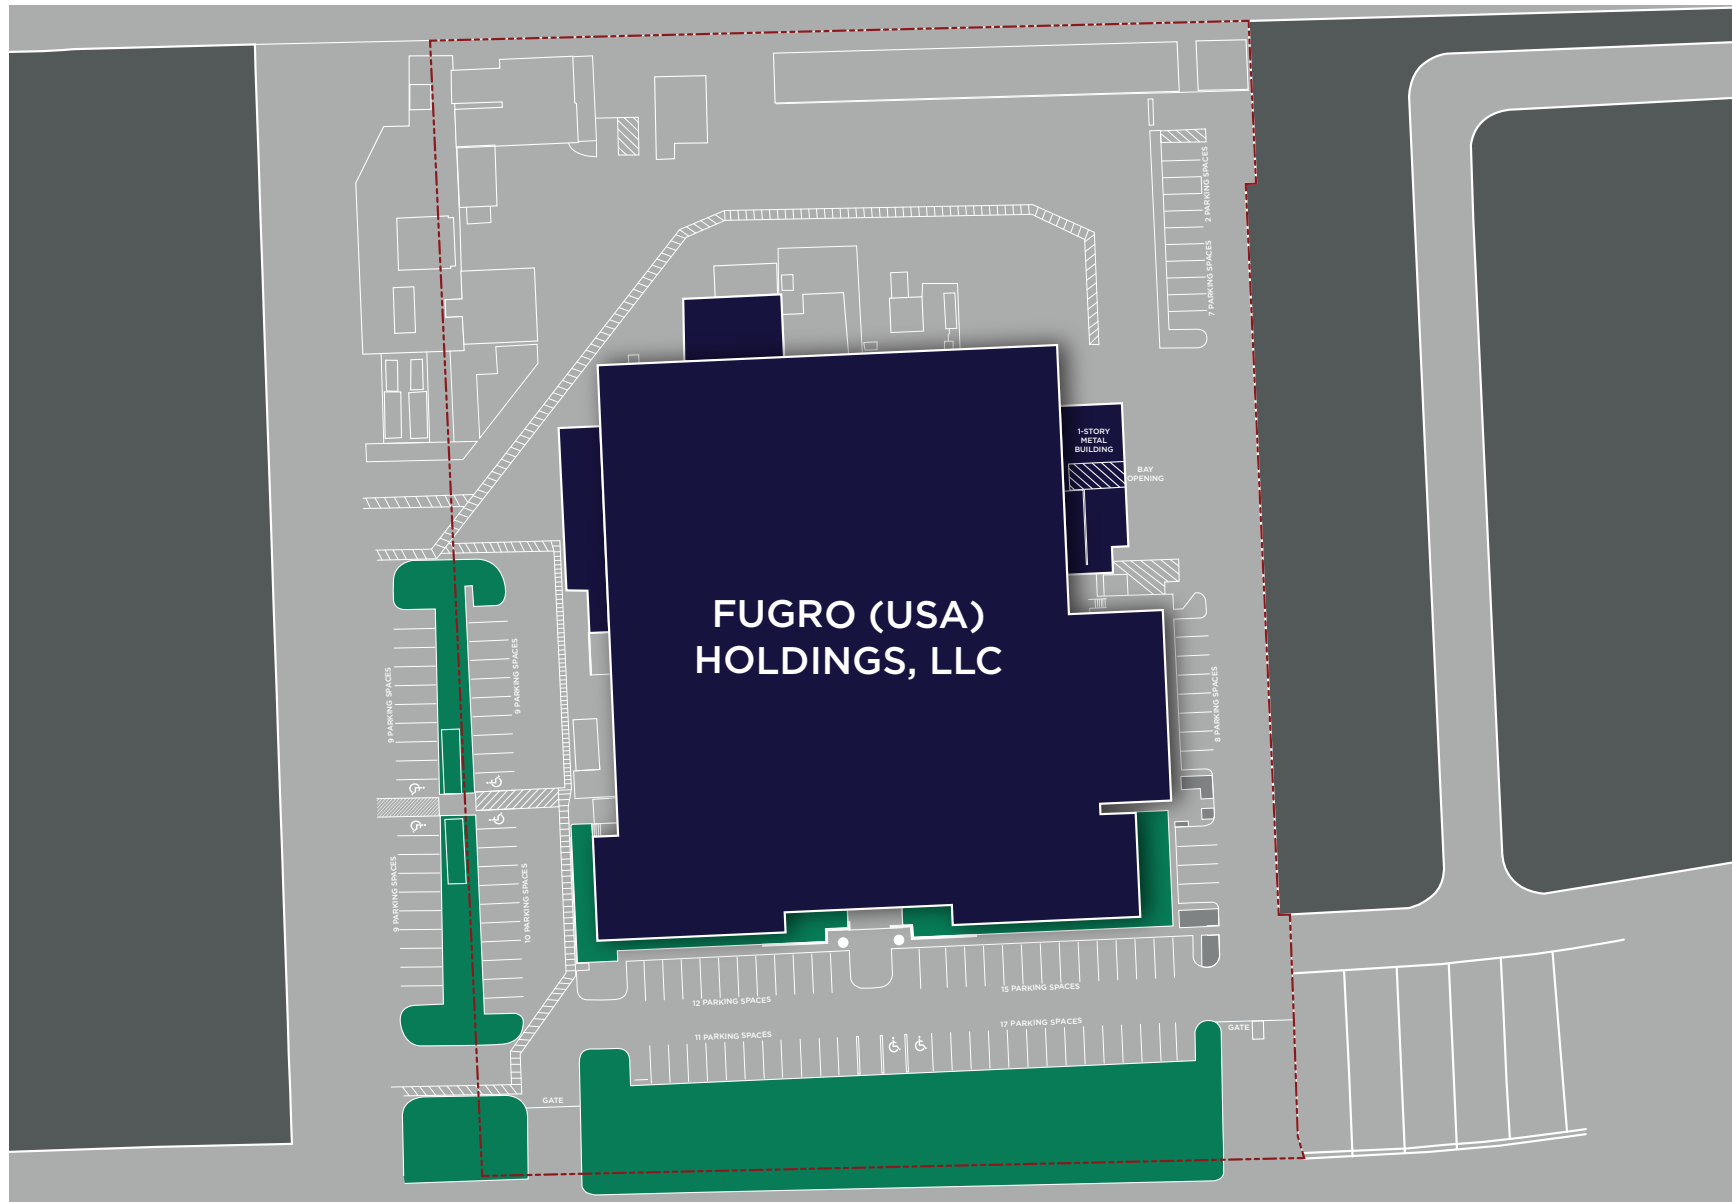 2 PARKING SPACES
7 PARKING SPACES
1-STORY
METAL
BUILDING
BAY
OPENING
FUGRO (USA)
HOLDINGS, LLC
9 PARKING SPACES
9 PARKING SPACES
8 PARKING SPACES
9 PARKING SPACES
10 PARKING SPACES
12 PARKING SPACES
15 PARKING SPACES
11 PARKING SPACES
17 PARKING SPACES
GATE
GATE